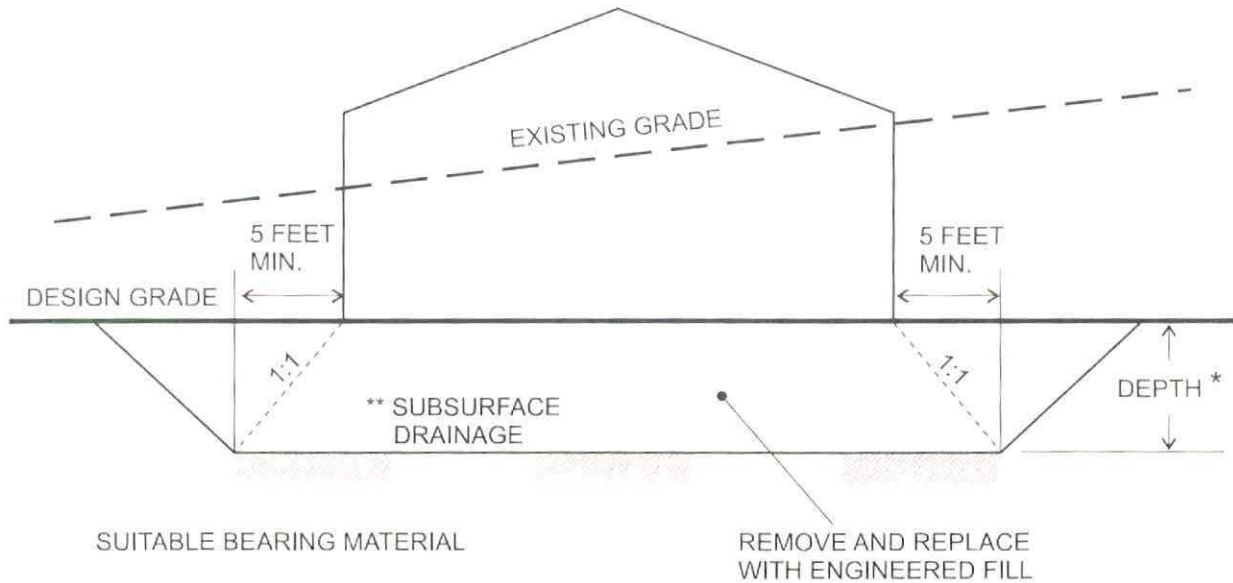 EXISTING GRADE
5 FEET
MIN.
5 FEET
MIN.
DESIGN GRADE
1:1
1:1
DEPTH *
** SUBSURFACE
DRAINAGE
SUITABLE BEARING MATERIAL
REMOVE AND REPLACE
WITH ENGINEERED FILL